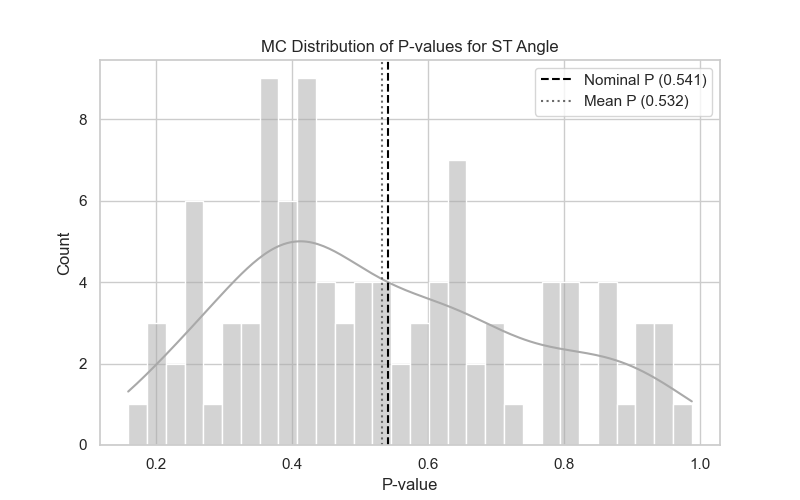 MC Distribution of P-values for ST Angle
Nominal P (0.541)
Mean P (0.532)
Count
8
6
4
2
0
0.2 0.4 0.6 0.8 1.0
P-value